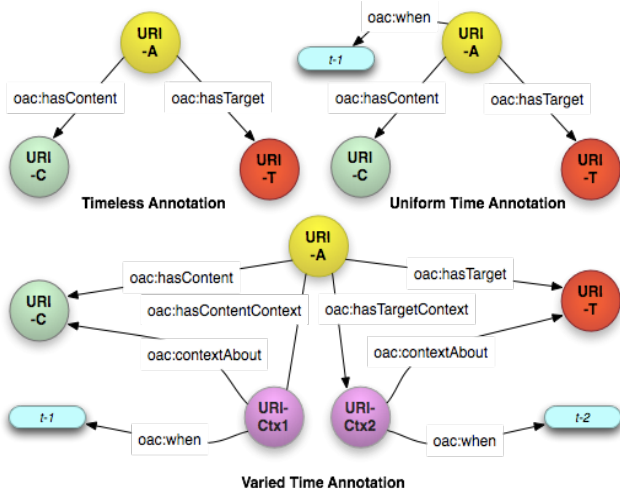 URI
-A
oac:hasContent
oac:hasTarget
URI
-C
URI
-T
Timeless Annotation
oac:when
t-1
URI
-A
oac:hasContent
oac:hasTarget
URI
-C
URI
-T
Uniform Time Annotation
URI
-A
oac:hasContent
oac:hasTarget
URI
-C
URI
-T
oac:hasContentContext
oac:hasTargetContext
oac:contextAbout
oac:contextAbout
t-1
URI-
Ctx1
URI-
Ctx2
t-2
oac:when
oac:when
Varied Time Annotation